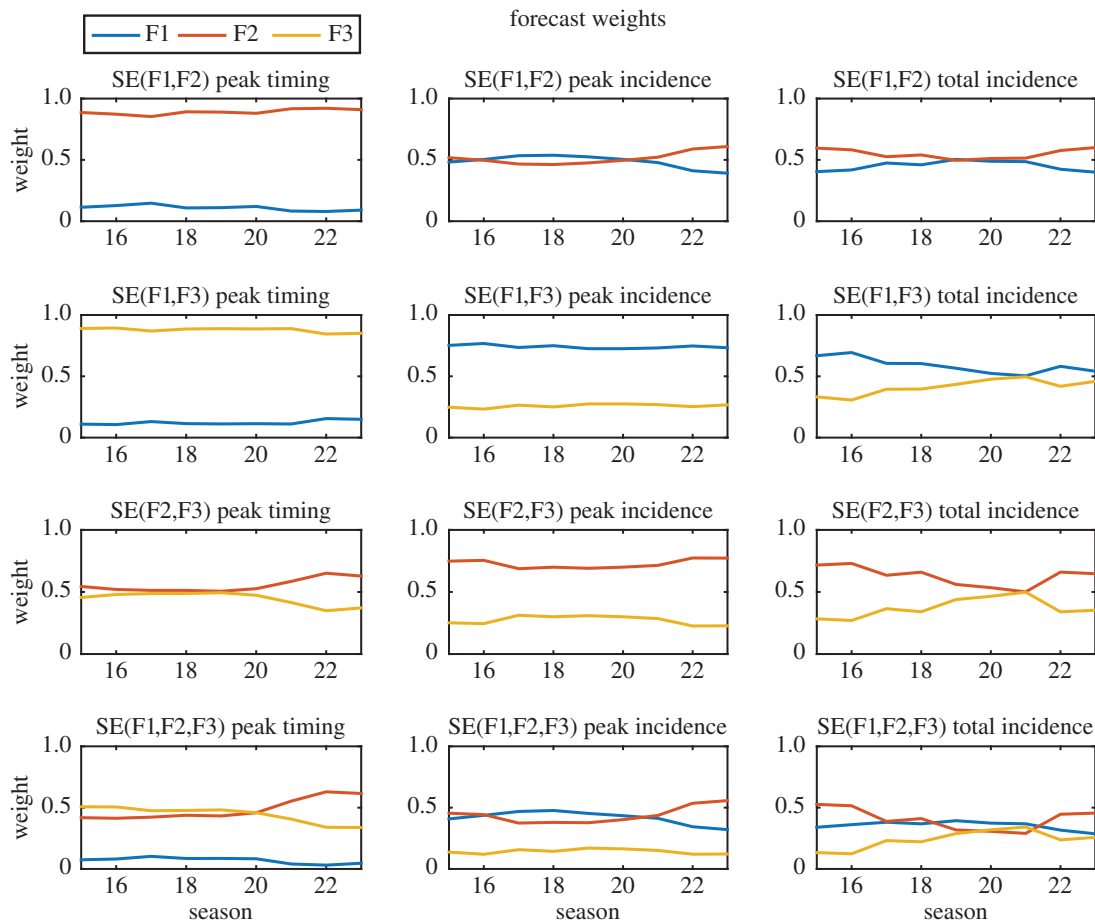 forecast weights
F1 F2 F3
SE(F1,F2) peak timing SE(F1,F2) peak incidence SE(F1,F2) total incidence
1.0 1.0 1.0
weight
0.5 0.5 0.5
0 0 0
16 18 20 22 16 18 20 22 16 18 20 22
SE(F1,F3) peak timing SE(F1,F3) peak incidence SE(F1,F3) total incidence
1.0 1.0 1.0
weight
0.5 0.5 0.5
0 0 0
16 18 20 22 16 18 20 22 16 18 20 22
SE(F2,F3) peak timing SE(F2,F3) peak incidence SE(F2,F3) total incidence
1.0 1.0 1.0
weight
0.5 0.5 0.5
0 0 0
16 18 20 22 16 18 20 22 16 18 20 22
SE(F1,F2,F3) peak timing SE(F1,F2,F3) peak incidence SE(F1,F2,F3) total incidence
1.0 1.0 1.0
weight
0.5 0.5 0.5
0 0 0
16 18 20 22 16 18 20 22 16 18 20 22
season season season